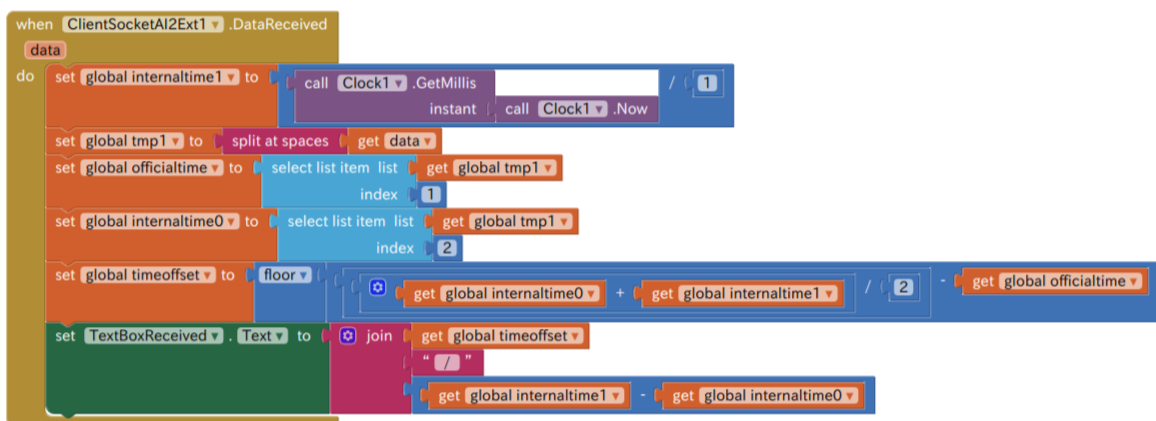 when ClientSocketAI2Ext1 .DataReceived
data
do set global internaltime1 to call Clock1 .GetMillis / 1
instant call Clock1 .Now
set global tmp1 to split at spaces get data
set global officialtime to select list item list get global tmp1
index 1
set global internaltime0 to select list item list get global tmp1
index 2
set global timeoffset to floor get global internaltime0 + get global internaltime1 / 2 - get global officialtime
set TextBoxReceived . Text to join get global timeoffset
“ / ”
get global internaltime1 - get global internaltime0